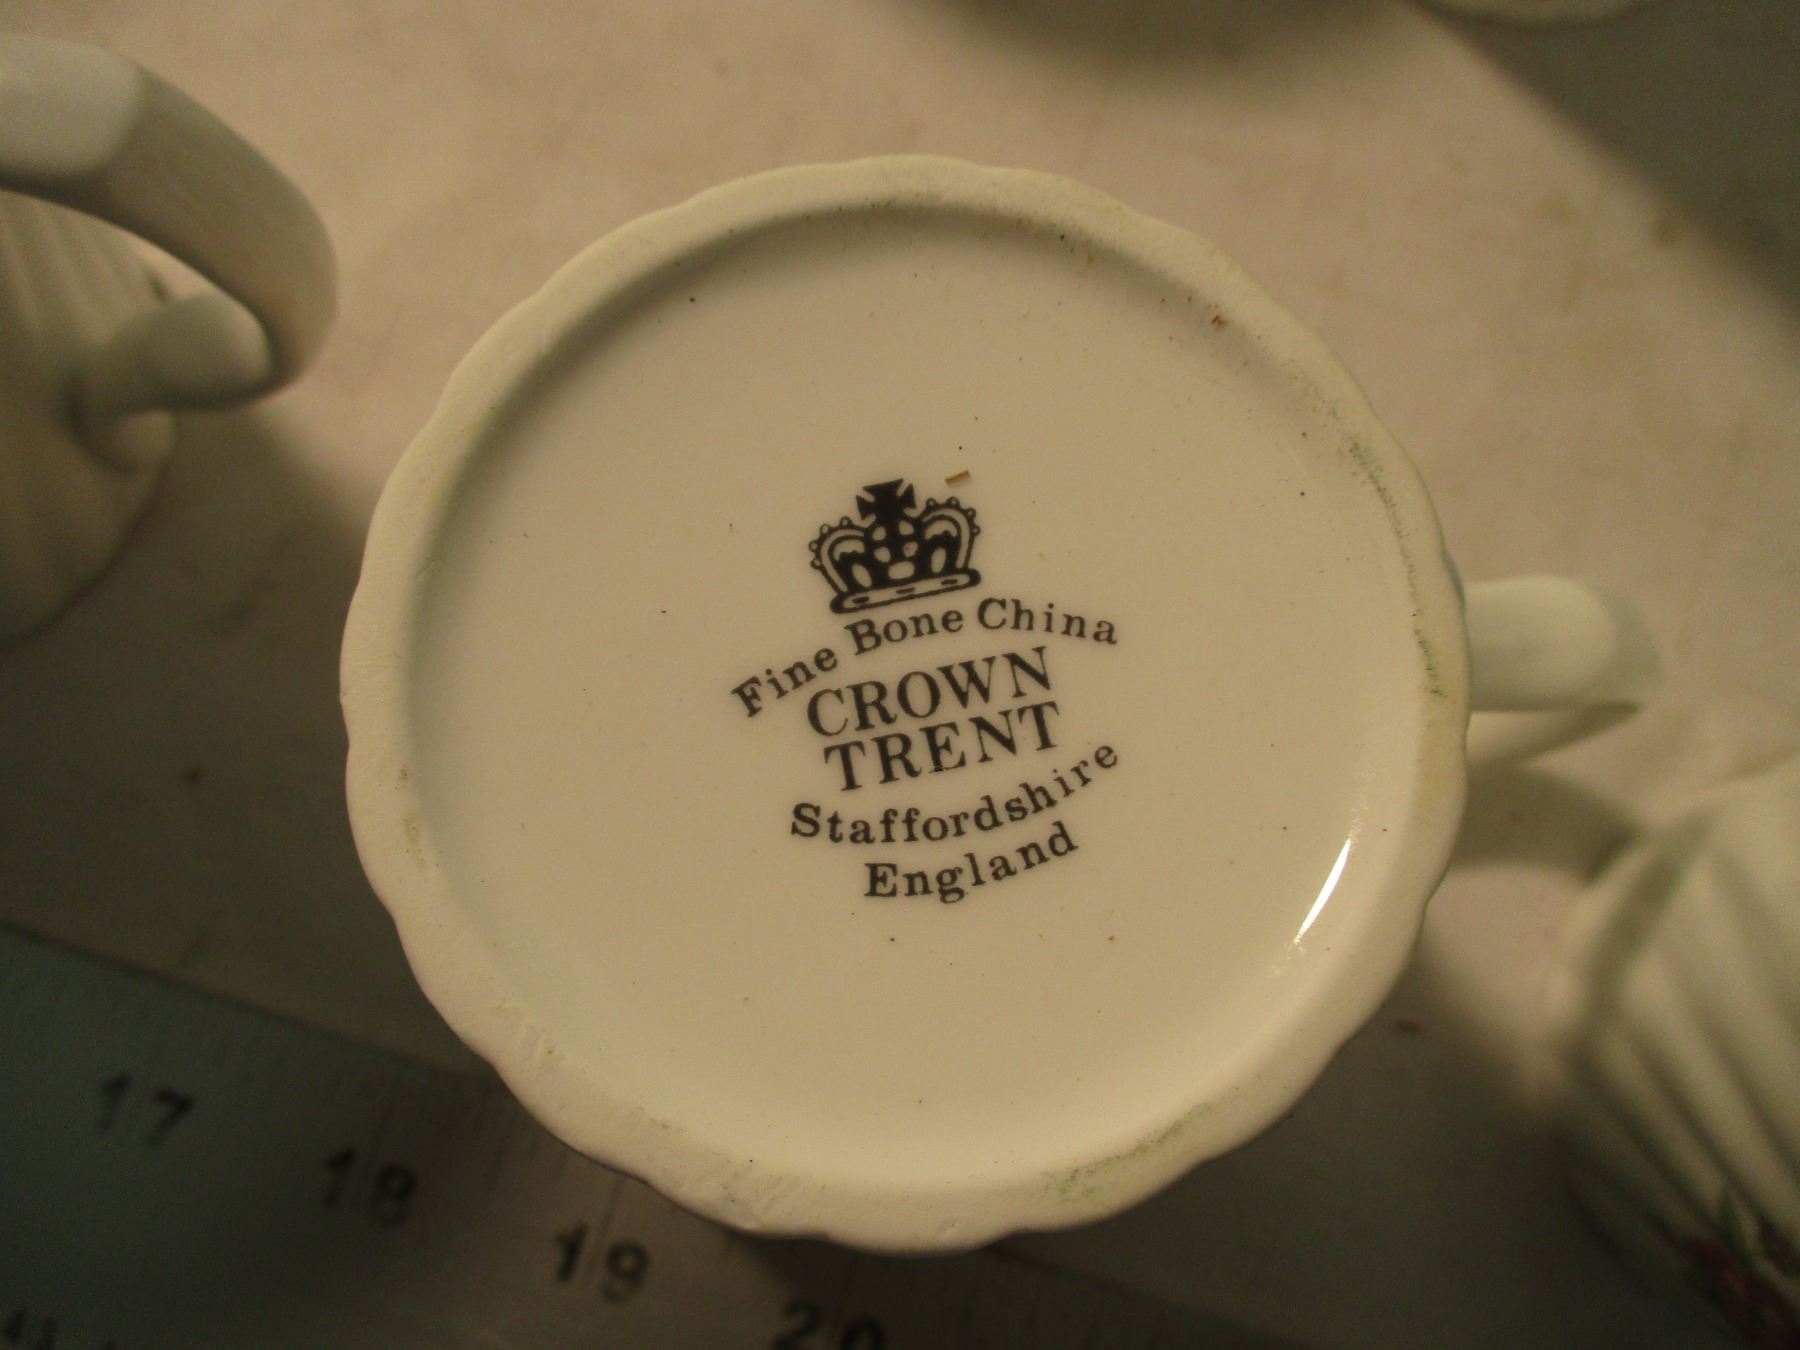 Fine Bone China
CROWN
TRENT
Staffordshire
England
17
18
19
20